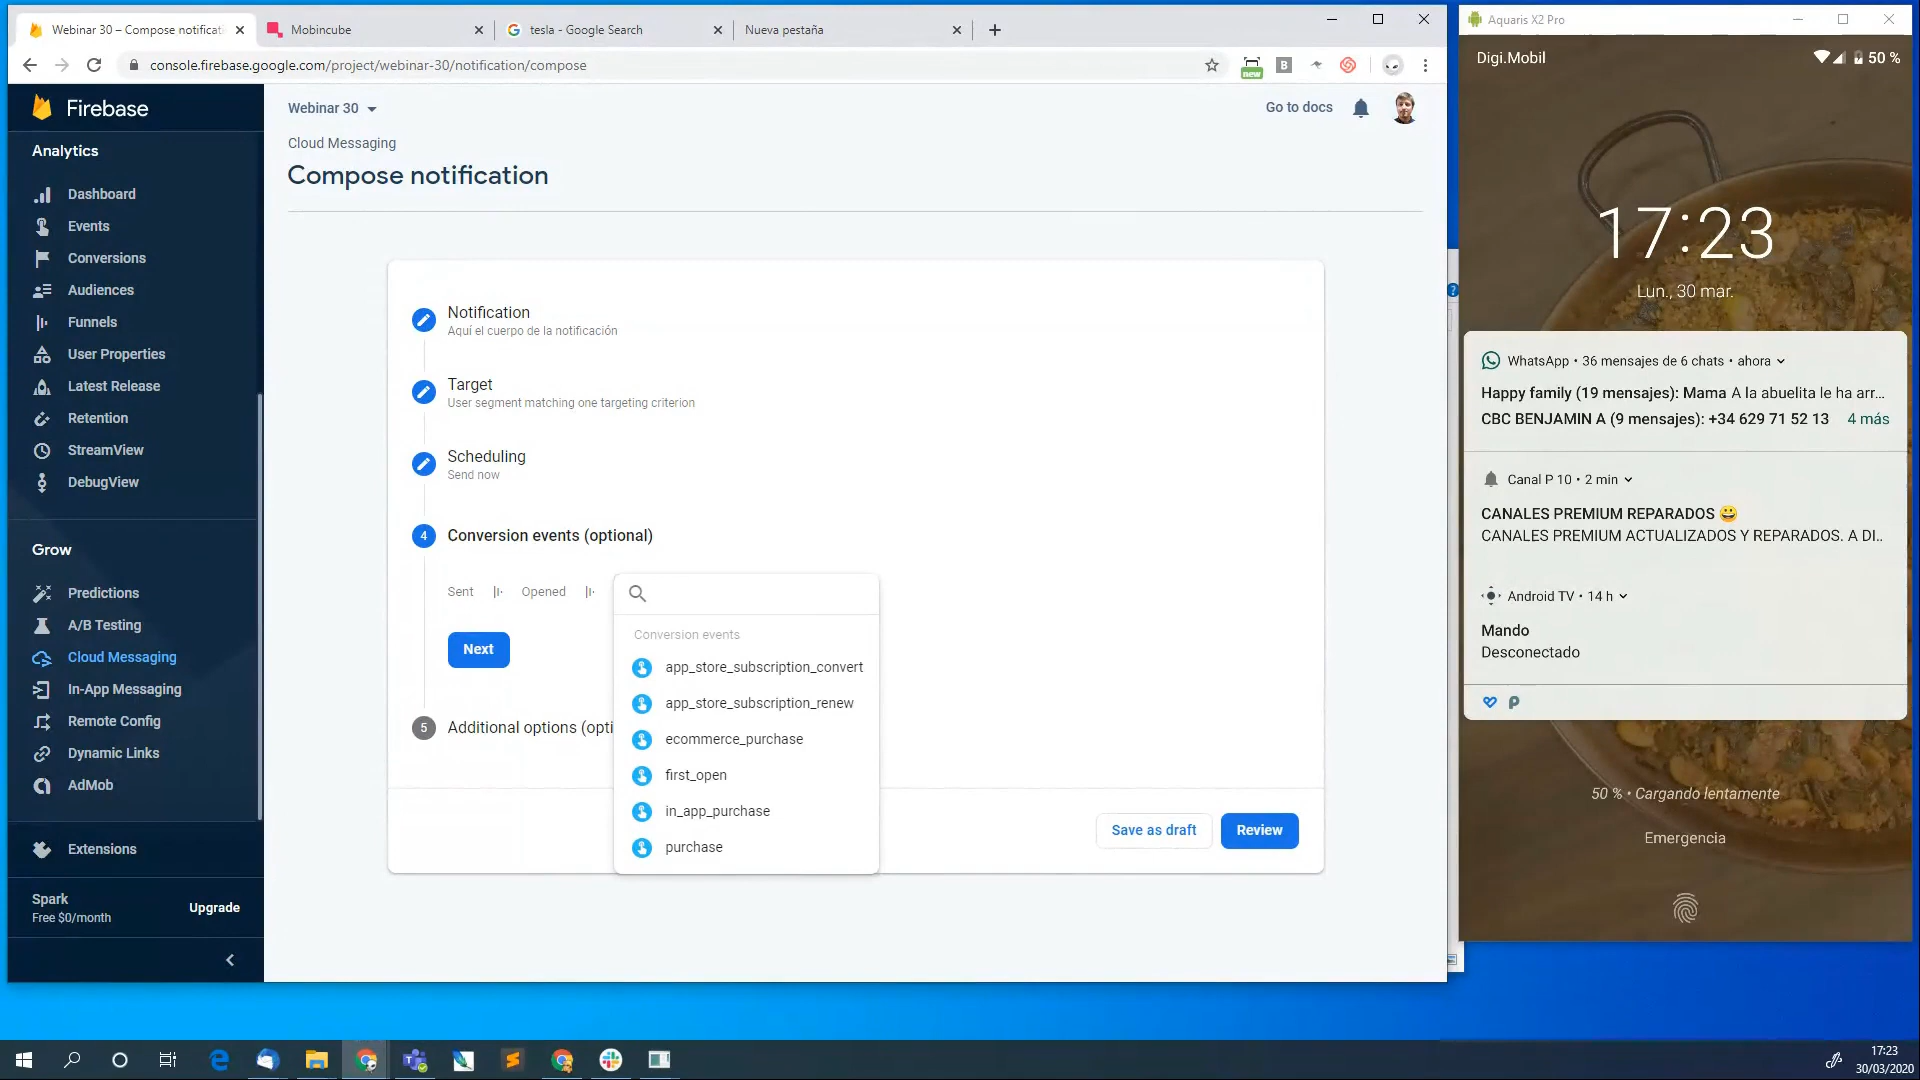 Webinar 30 – Compose notificati
Mobincube
tesla - Google Search
Nueva pestaña
console.firebase.google.com/project/webinar-30/notification/compose
new
B
Firebase
Analytics
Dashboard
Events
Conversions
Audiences
Funnels
User Properties
Latest Release
Retention
StreamView
DebugView
Grow
Predictions
A/B Testing
Cloud Messaging
In-App Messaging
Remote Config
Dynamic Links
AdMob
Extensions
Spark
Free $0/month
Upgrade
Webinar 30
Go to docs
Cloud Messaging
Compose notification
Notification
Aquí el cuerpo de la notificación
Target
User segment matching one targeting criterion
Scheduling
Send now
4
Conversion events (optional)
Sent
Opened
Next
Conversion events
app_store_subscription_convert
app_store_subscription_renew
ecommerce_purchase
first_open
in_app_purchase
purchase
5
Additional options (opti
Save as draft
Review
Aquaris X2 Pro
Digi.Mobil
50 %
17:23
Lun., 30 mar.
WhatsApp • 36 mensajes de 6 chats • ahora
Happy family (19 mensajes): Mama A la abuelita le ha arr...
CBC BENJAMIN A (9 mensajes): +34 629 71 52 13
4 más
Canal P 10 • 2 min
CANALES PREMIUM REPARADOS 😀
CANALES PREMIUM ACTUALIZADOS Y REPARADOS. A DI..
Android TV • 14 h
Mando
Desconectado
50 % • Cargando lentamente
Emergencia
17:23
30/03/2020